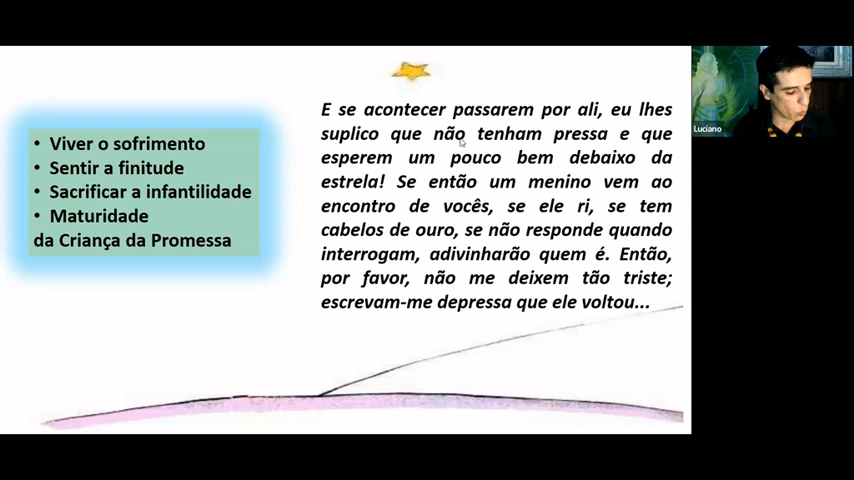 • Viver o sofrimento
• Sentir a finitude
• Sacrificar a infantilidade
• Maturidade
da Criança da Promessa
E se acontecer passarem por ali, eu lhes
suplico que não tenham pressa e que
esperem um pouco bem debaixo da
estrela! Se então um menino vem ao
encontro de vocês, se ele ri, se tem
cabelos de ouro, se não responde quando
interrogam, adivinharão quem é. Então,
por favor, não me deixem tão triste;
escrevam-me depressa que ele voltou...
Luciano